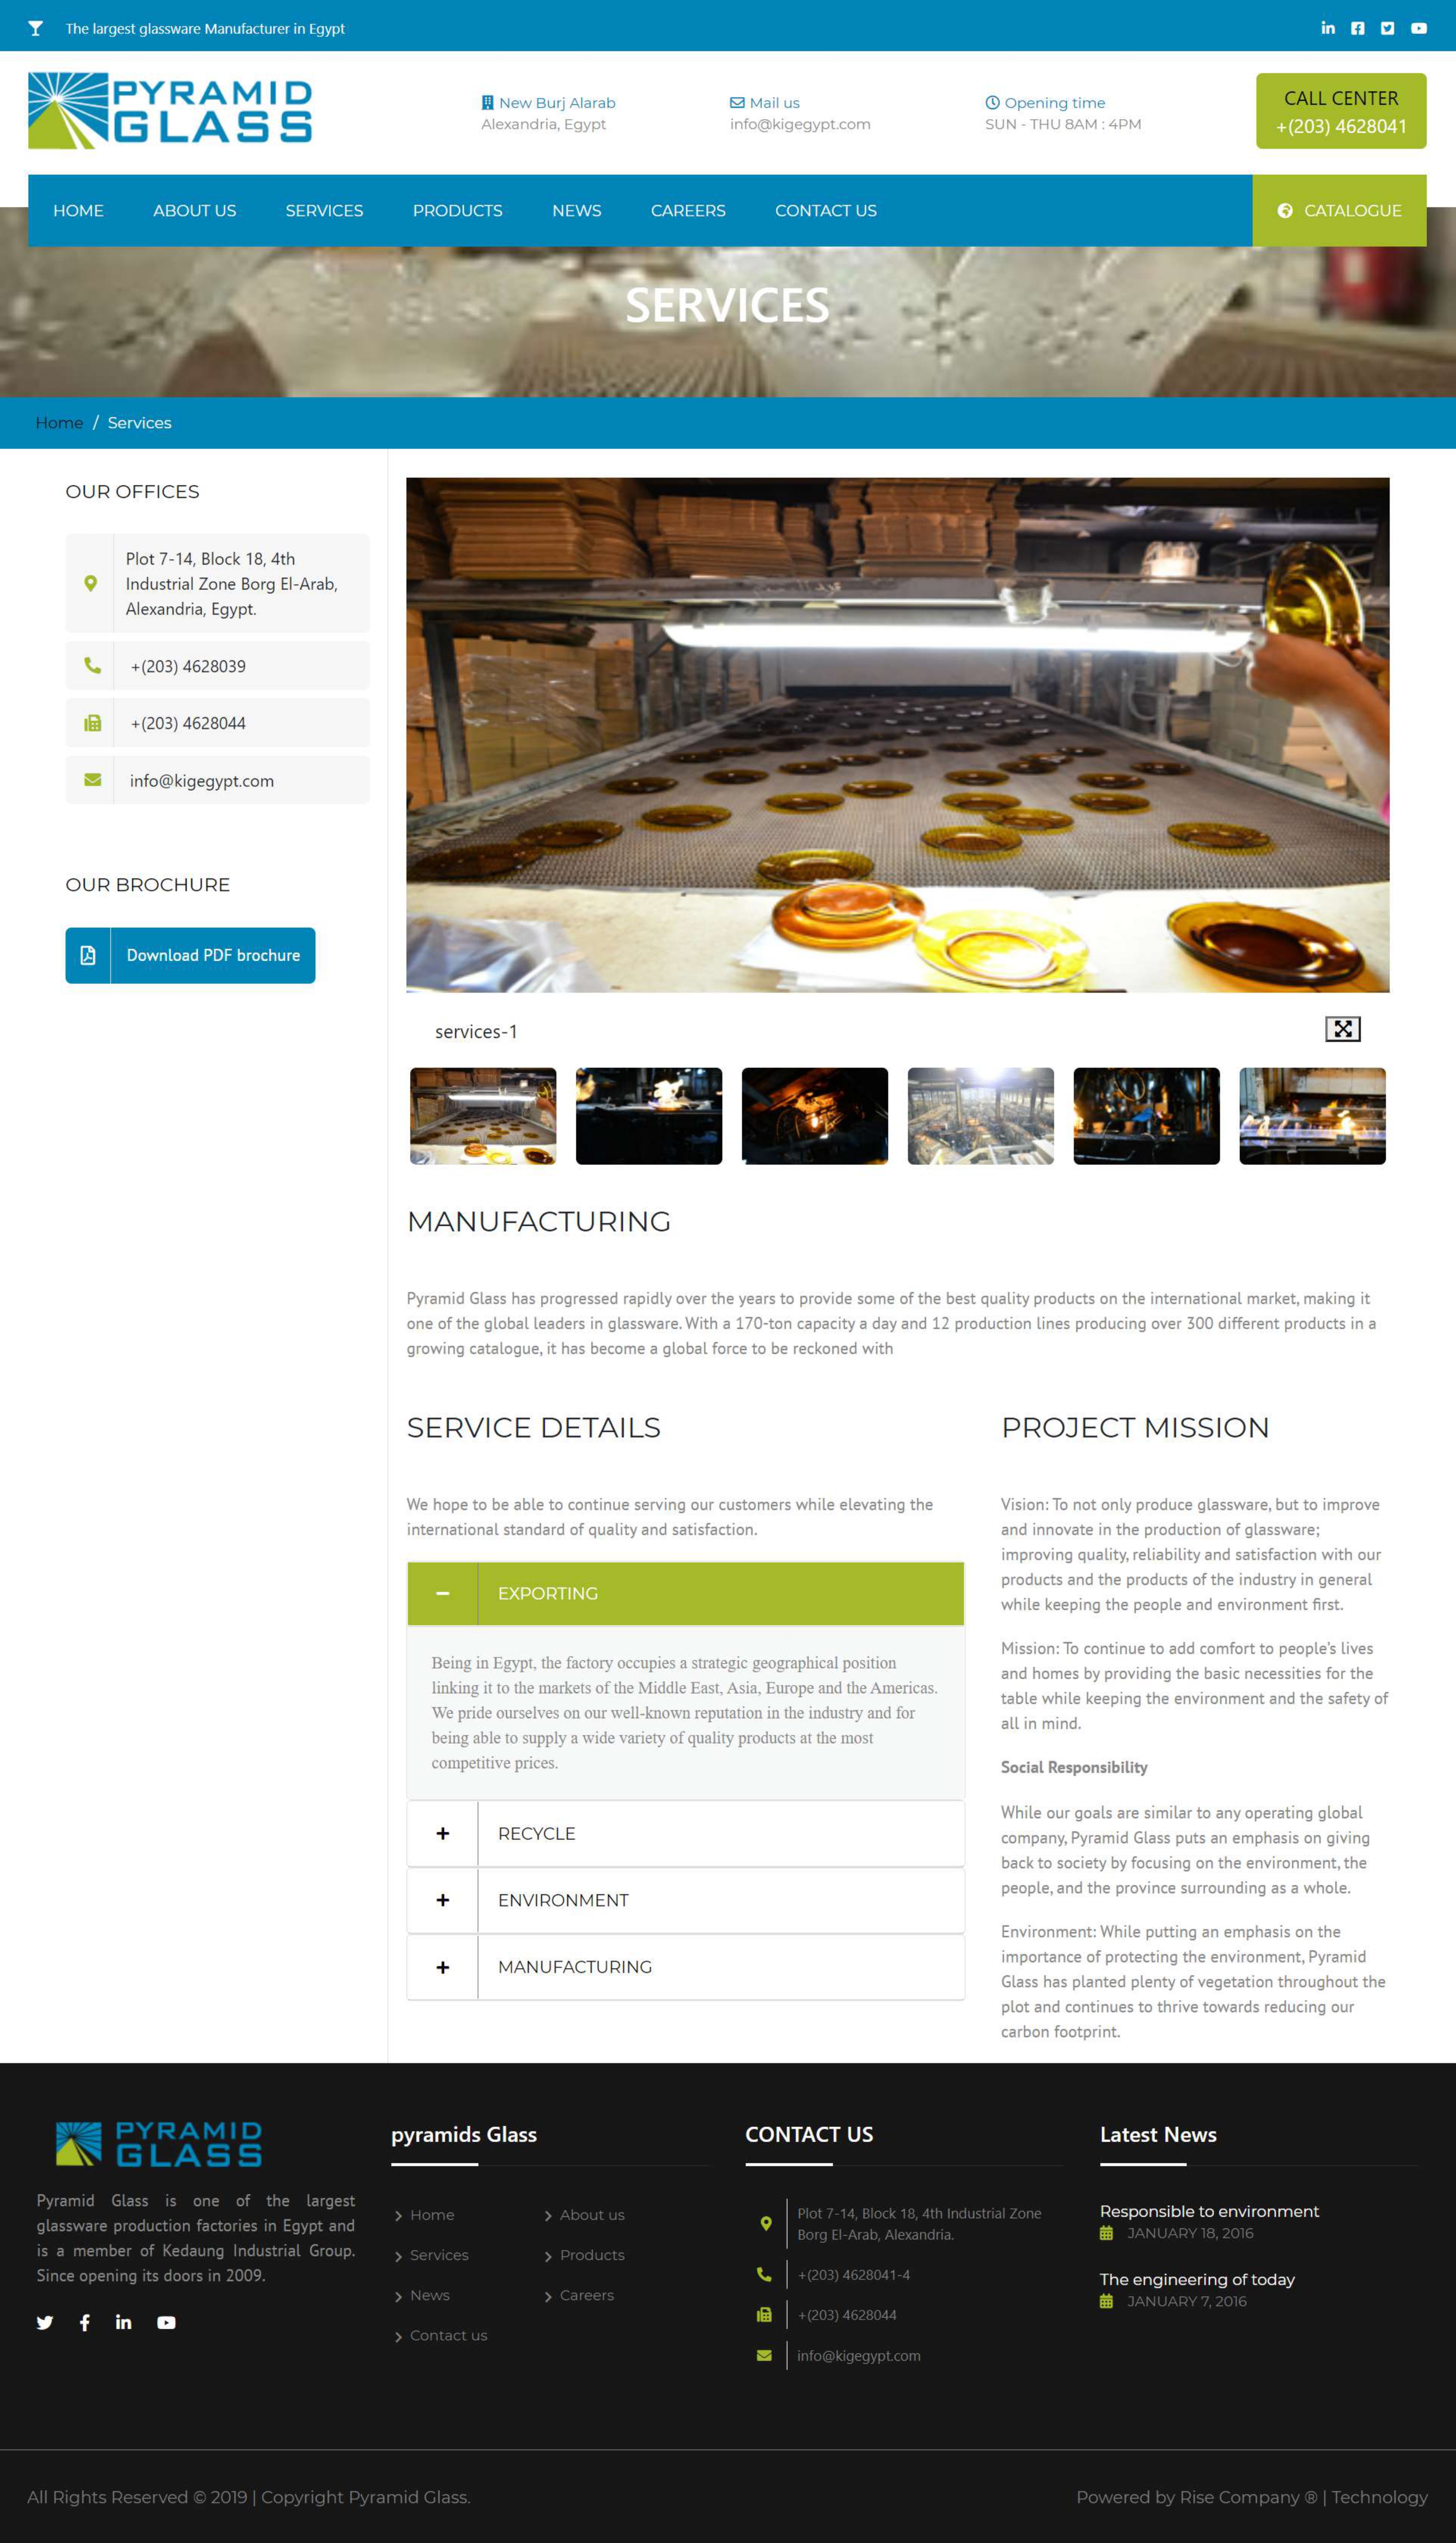 The largest glassware Manufacturer in Egypt
PYRAMID
GLASS
New Burj Alarab
Alexandria, Egypt
Mail us
info@kigegypt.com
Opening time
SUN - THU 8AM : 4PM
CALL CENTER
+(203) 4628041
HOME ABOUT US SERVICES PRODUCTS NEWS CAREERS CONTACT US CATALOGUE
SERVICES
Home / Services
OUR OFFICES
Plot 7-14, Block 18, 4th
Industrial Zone Borg El-Arab,
Alexandria, Egypt.
+(203) 4628039
+(203) 4628044
info@kigegypt.com
OUR BROCHURE
Download PDF brochure
services-1
MANUFACTURING
Pyramid Glass has progressed rapidly over the years to provide some of the best quality products on the international market, making it
one of the global leaders in glassware. With a 170-ton capacity a day and 12 production lines producing over 300 different products in a
growing catalogue, it has become a global force to be reckoned with
SERVICE DETAILS
We hope to be able to continue serving our customers while elevating the
international standard of quality and satisfaction.
EXPORTING
Being in Egypt, the factory occupies a strategic geographical position
linking it to the markets of the Middle East, Asia, Europe and the Americas.
We pride ourselves on our well-known reputation in the industry and for
being able to supply a wide variety of quality products at the most
competitive prices.
RECYCLE
ENVIRONMENT
MANUFACTURING
PROJECT MISSION
Vision: To not only produce glassware, but to improve
and innovate in the production of glassware;
improving quality, reliability and satisfaction with our
products and the products of the industry in general
while keeping the people and environment first.
Mission: To continue to add comfort to people's lives
and homes by providing the basic necessities for the
table while keeping the environment and the safety of
all in mind.
Social Responsibility
While our goals are similar to any operating global
company, Pyramid Glass puts an emphasis on giving
back to society by focusing on the environment, the
people, and the province surrounding as a whole.
Environment: While putting an emphasis on the
importance of protecting the environment, Pyramid
Glass has planted plenty of vegetation throughout the
plot and continues to thrive towards reducing our
carbon footprint.
PYRAMID
GLASS
Pyramid Glass is one of the largest
glassware production factories in Egypt and
is a member of Kedaung Industrial Group.
Since opening its doors in 2009.
pyramids Glass
Home About us
Services Products
News Careers
Contact us
CONTACT US
Plot 7-14, Block 18, 4th Industrial Zone
Borg El-Arab, Alexandria.
+(203) 4628041-4
+(203) 4628044
info@kigegypt.com
Latest News
Responsible to environment
JANUARY 18, 2016
The engineering of today
JANUARY 7, 2016
All Rights Reserved © 2019 | Copyright Pyramid Glass.
Powered by Rise Company ® | Technology